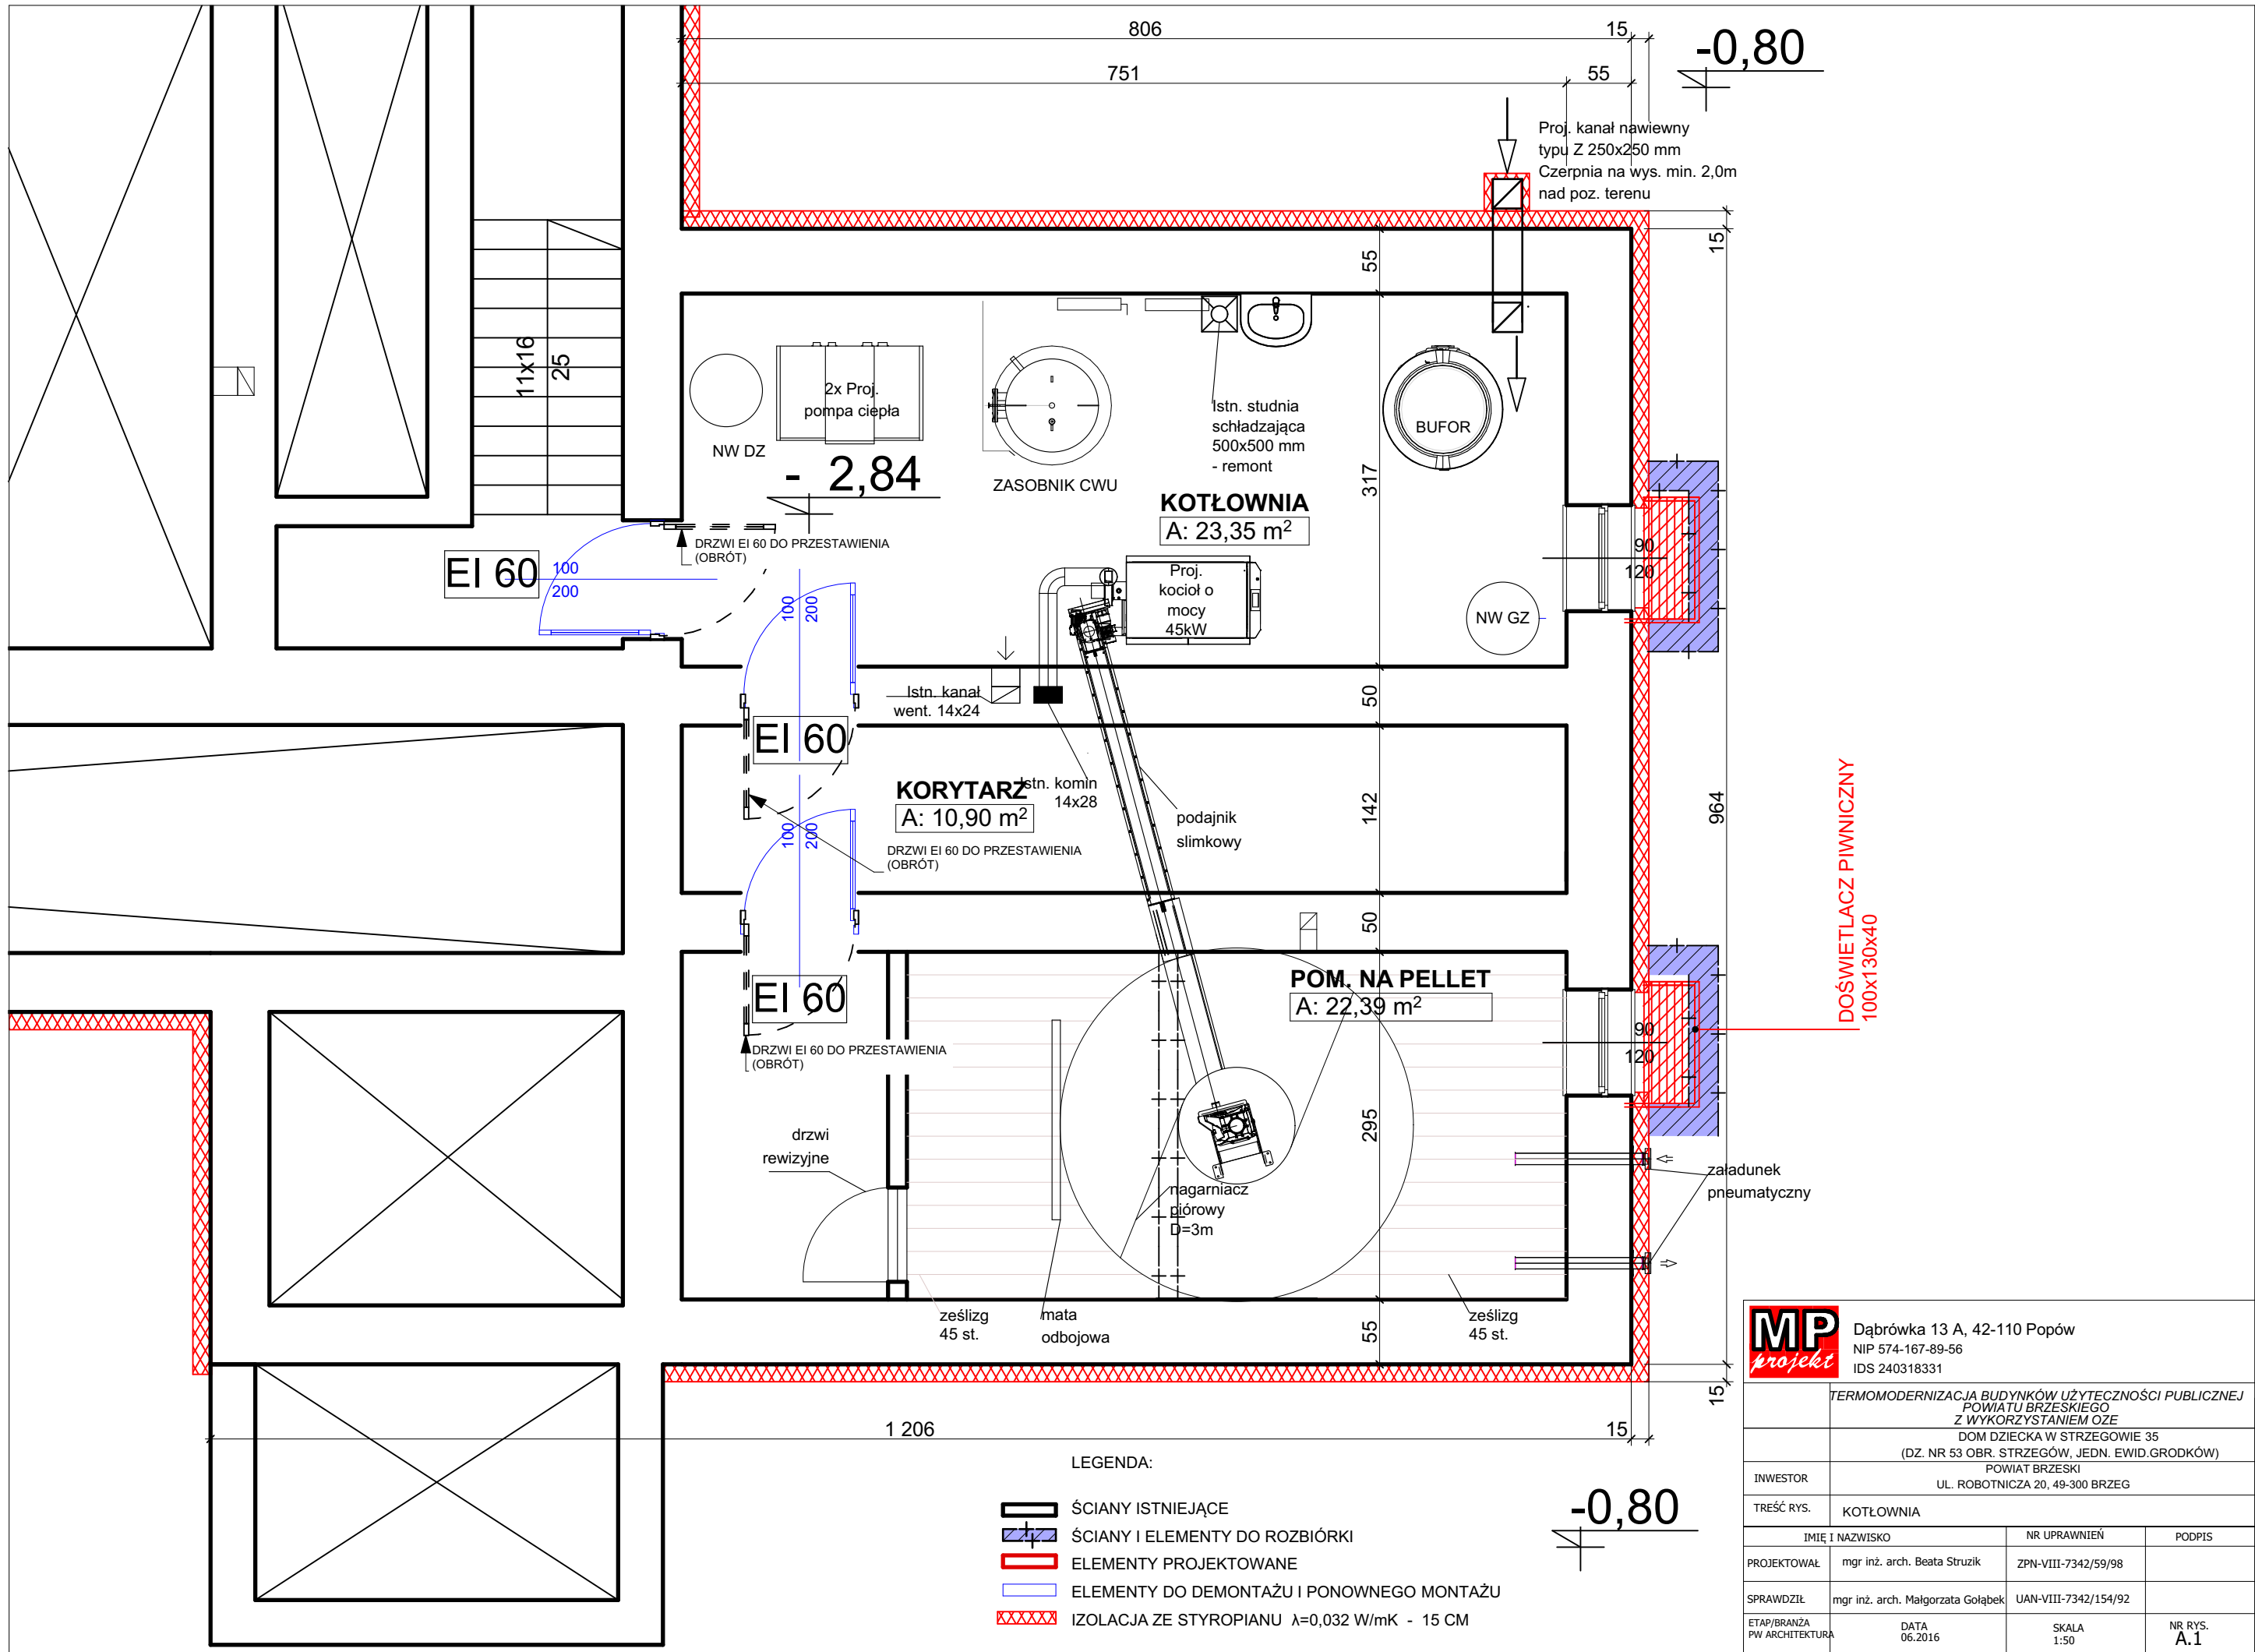 806
15
-0,80
751
55
Proj. kanał nawiewny
typu Z 250x250 mm
Czerpnia na wys. min. 2,0m
nad poz. terenu
15
55
11x16
25
2x Proj.
pompa ciepła
NW DZ
- 2,84
ZASOBNIK CWU
Istn. studnia
schładzająca
500x500 mm
- remont
BUFOR
317
KOTŁOWNIA
A: 23,35 m²
DRZWI EI 60 DO PRZESTAWIENIA
(OBRÓT)
EI 60
100
200
100
200
Proj.
kocioł o
mocy
45kW
NW GZ
90
120
Istn. kanał
went. 14x24
50
EI 60
KORYTARZ
A: 10,90 m²
Istn. komin
14x28
podajnik
slimkowy
142
964
DOŚWIETLACZ PIWNICZNY
100x130x40
100
200
DRZWI EI 60 DO PRZESTAWIENIA
(OBRÓT)
50
POM. NA PELLET
A: 22,39 m²
EI 60
DRZWI EI 60 DO PRZESTAWIENIA
(OBRÓT)
90
120
295
drzwi
rewizyjne
nagarniacz
piórowy
D=3m
załadunek
pneumatyczny
ześlizg
45 st.
mata
odbojowa
55
ześlizg
45 st.
15
1 206
15
LEGENDA:
ŚCIANY ISTNIEJĄCE
ŚCIANY I ELEMENTY DO ROZBIÓRKI
ELEMENTY PROJEKTOWANE
ELEMENTY DO DEMONTAŻU I PONOWNEGO MONTAŻU
IZOLACJA ZE STYROPIANU λ=0,032 W/mK - 15 CM
-0,80
MP
projekt
Dąbrówka 13 A, 42-110 Popów
NIP 574-167-89-56
IDS 240318331
TERMOMODERNIZACJA BUDYNKÓW UŻYTECZNOŚCI PUBLICZNEJ
POWIATU BRZESKIEGO
Z WYKORZYSTANIEM OZE
DOM DZIECKA W STRZEGOWIE 35
(DZ. NR 53 OBR. STRZEGÓW, JEDN. EWID.GRODKÓW)
INWESTOR
POWIAT BRZESKI
UL. ROBOTNICZA 20, 49-300 BRZEG
TREŚĆ RYS.
KOTŁOWNIA
IMIĘ I NAZWISKO
NR UPRAWNIEŃ
PODPIS
PROJEKTOWAŁ
mgr inż. arch. Beata Struzik
ZPN-VIII-7342/59/98
SPRAWDZIŁ
mgr inż. arch. Małgorzata Gołąbek
UAN-VIII-7342/154/92
ETAP/BRANŻA
PW ARCHITEKTURA
DATA
06.2016
SKALA
1:50
NR RYS.
A.1